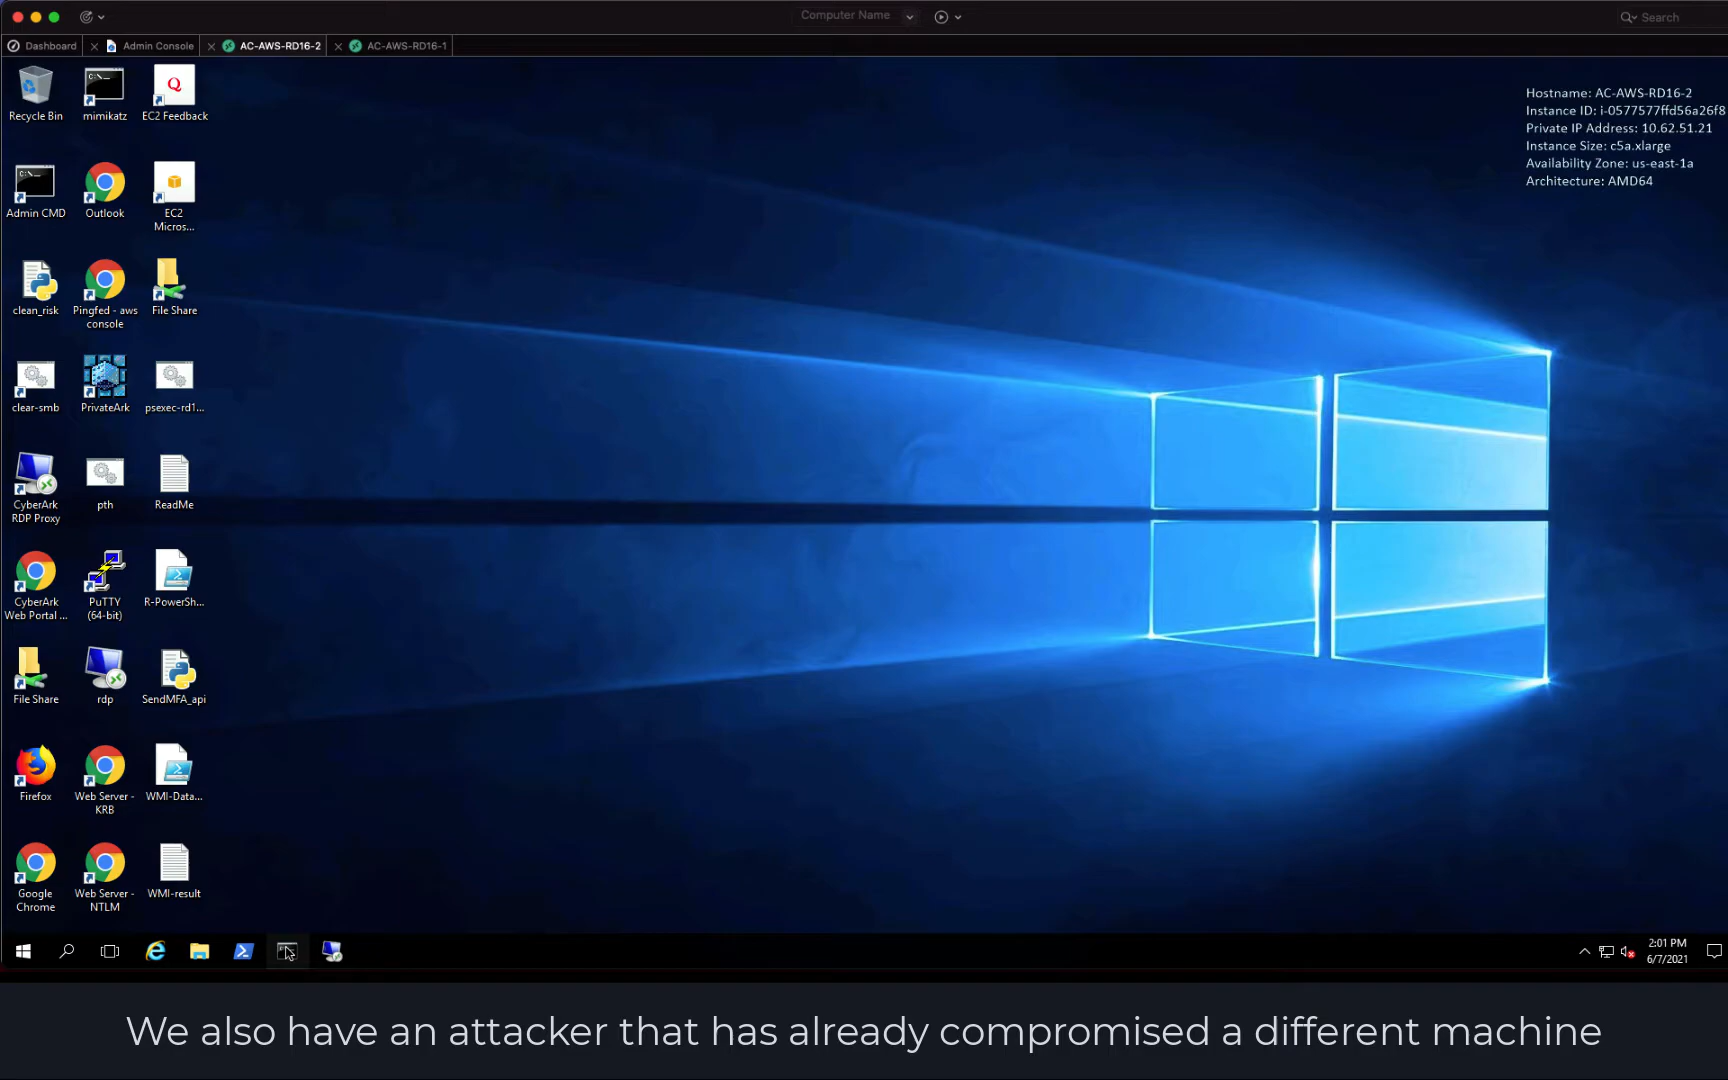 Computer Name
Search
Dashboard
Admin Console
AC-AWS-RD16-2
AC-AWS-RD16-1
Hostname: AC-AWS-RD16-2
Instance ID: i-0577577ffd56a26f8
Private IP Address: 10.62.51.21
Instance Size: c5a.xlarge
Availability Zone: us-east-1a
Architecture: AMD64
Recycle Bin
mimikatz
EC2 Feedback
Admin CMD
Outlook
EC2
Micros...
clean_risk
Pingfed - aws
console
File Share
clear-smb
PrivateArk
psexec-rd1...
CyberArk
RDP Proxy
pth
ReadMe
CyberArk
Web Portal ...
PuTTY
(64-bit)
R-PowerSh...
File Share
rdp
SendMFA_api
Firefox
Web Server -
KRB
WMI-Data...
Google
Chrome
Web Server -
NTLM
WMI-result
2:01 PM
6/7/2021
We also have an attacker that has already compromised a different machine